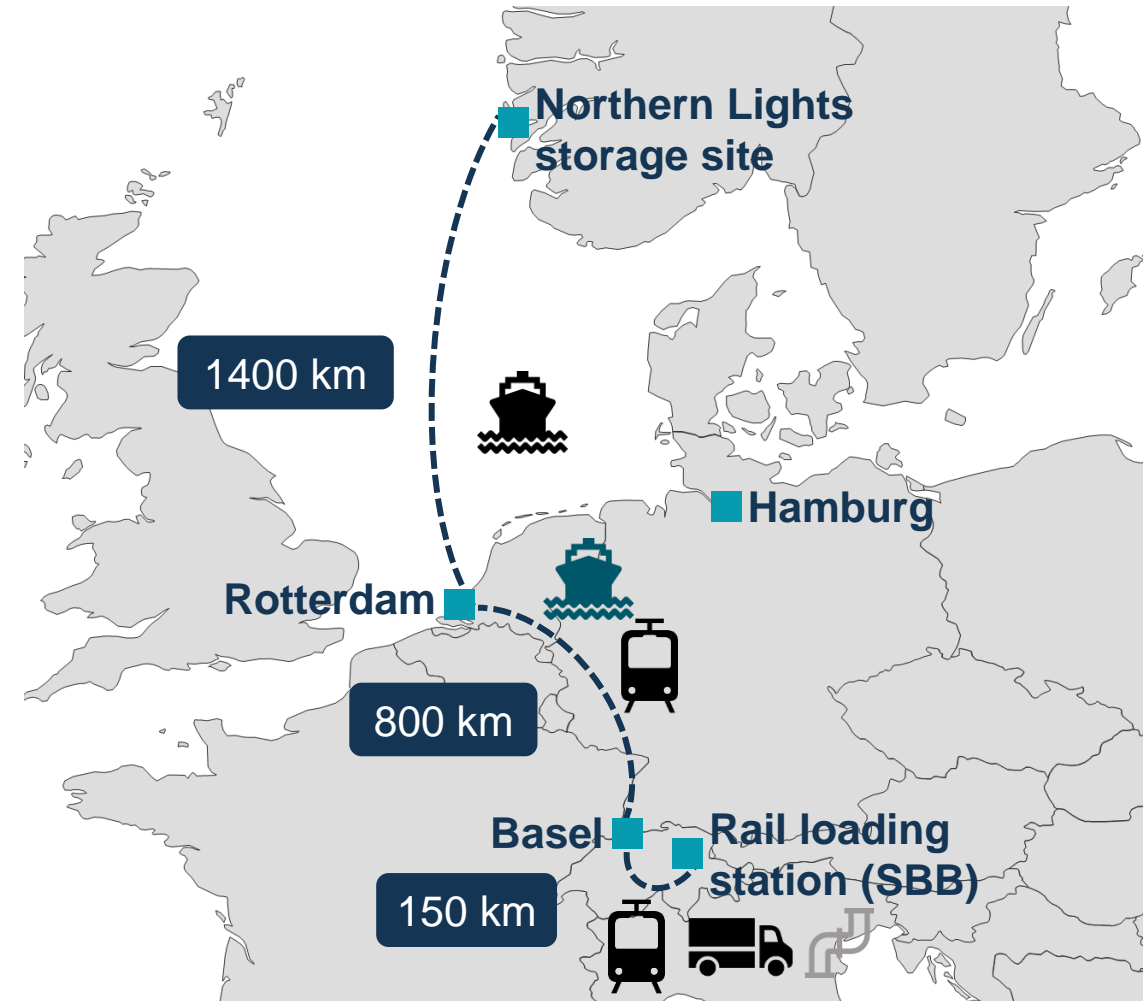 Northern Lights
storage site
1400 km
Hamburg
Rotterdam
800 km
Basel
Rail loading
station (SBB)
150 km